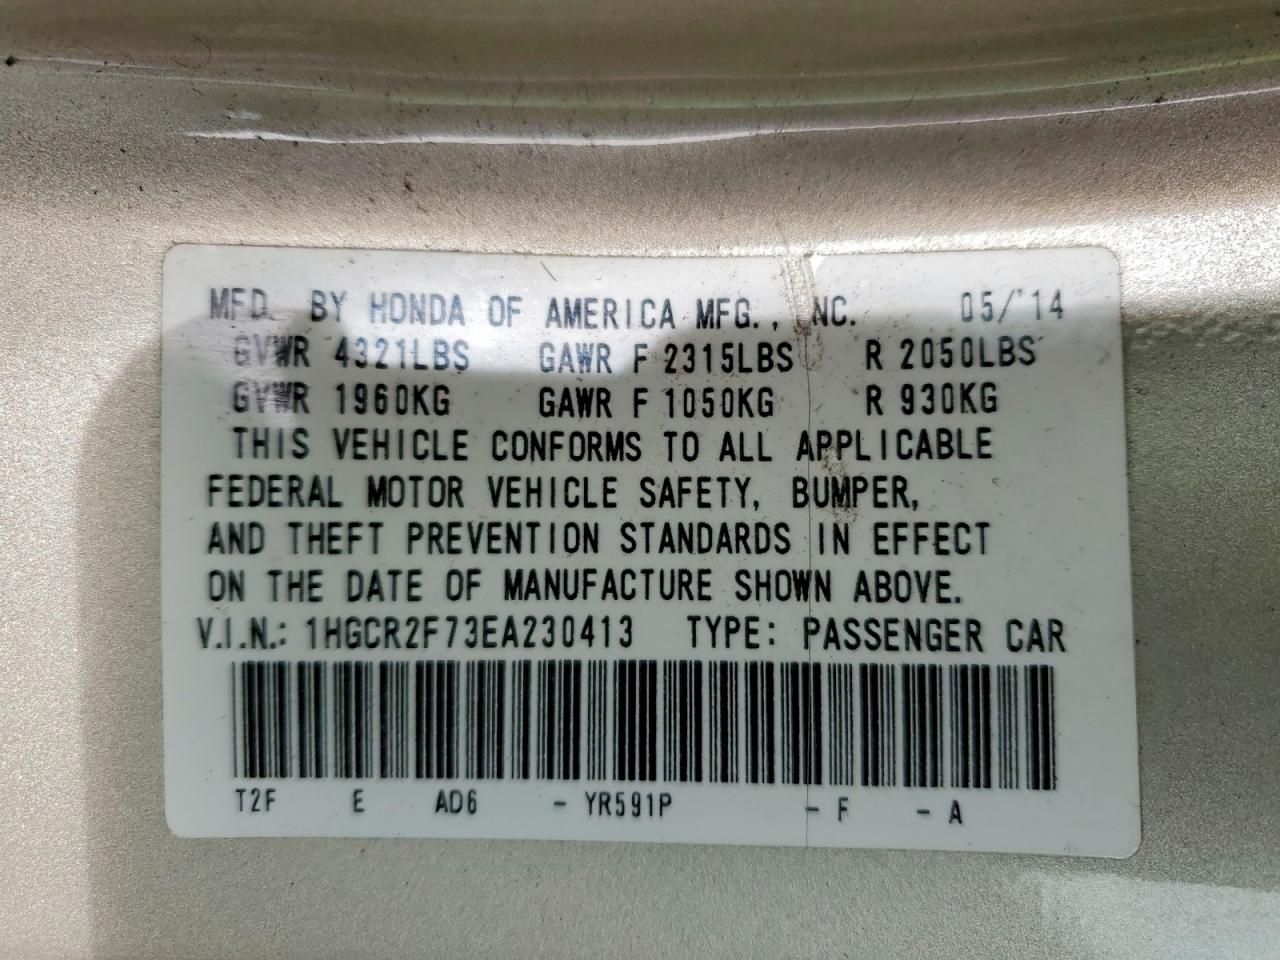 MFD. BY HONDA OF AMERICA MFG., INC. 05/'14
GVWR 4321LBS GAWR F 2315LBS R 2050LBS
GVWR 1960KG GAWR F 1050KG R 930KG
THIS VEHICLE CONFORMS TO ALL APPLICABLE
FEDERAL MOTOR VEHICLE SAFETY, BUMPER,
AND THEFT PREVENTION STANDARDS IN EFFECT
ON THE DATE OF MANUFACTURE SHOWN ABOVE.
V.I.N.: 1HGCR2F73EA230413 TYPE: PASSENGER CAR
T2F E AD6 - YR591P - F - A